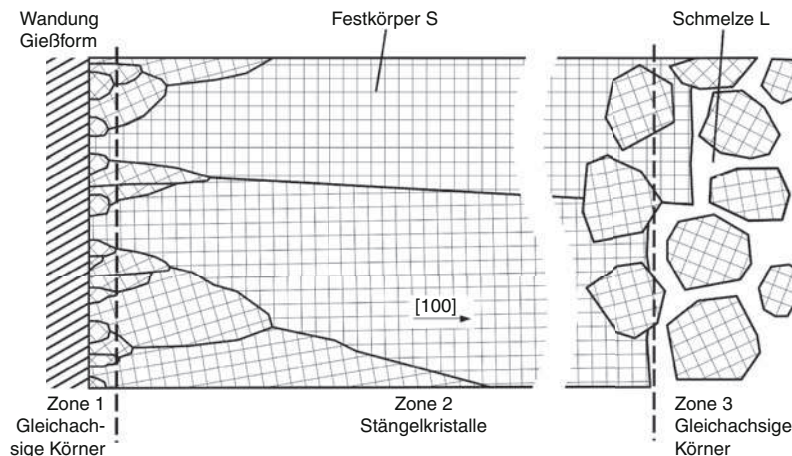 Wandung
Gießform
Festkörper S
Schmelze L
[100]
Zone 1
Gleichach-
sige Körner
Zone 2
Stängelkristalle
Zone 3
Gleichachsige
Körner